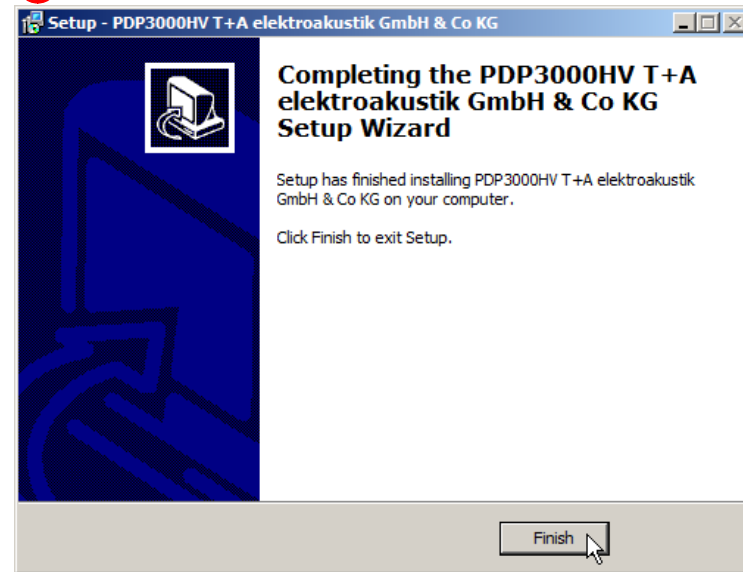 Setup - PDP3000HV T+A elektroakustik GmbH & Co KG
Completing the PDP3000HV T+A
elektroakustik GmbH & Co KG
Setup Wizard
Setup has finished installing PDP3000HV T+A elektroakustik
GmbH & Co KG on your computer.
Click Finish to exit Setup.
Finish